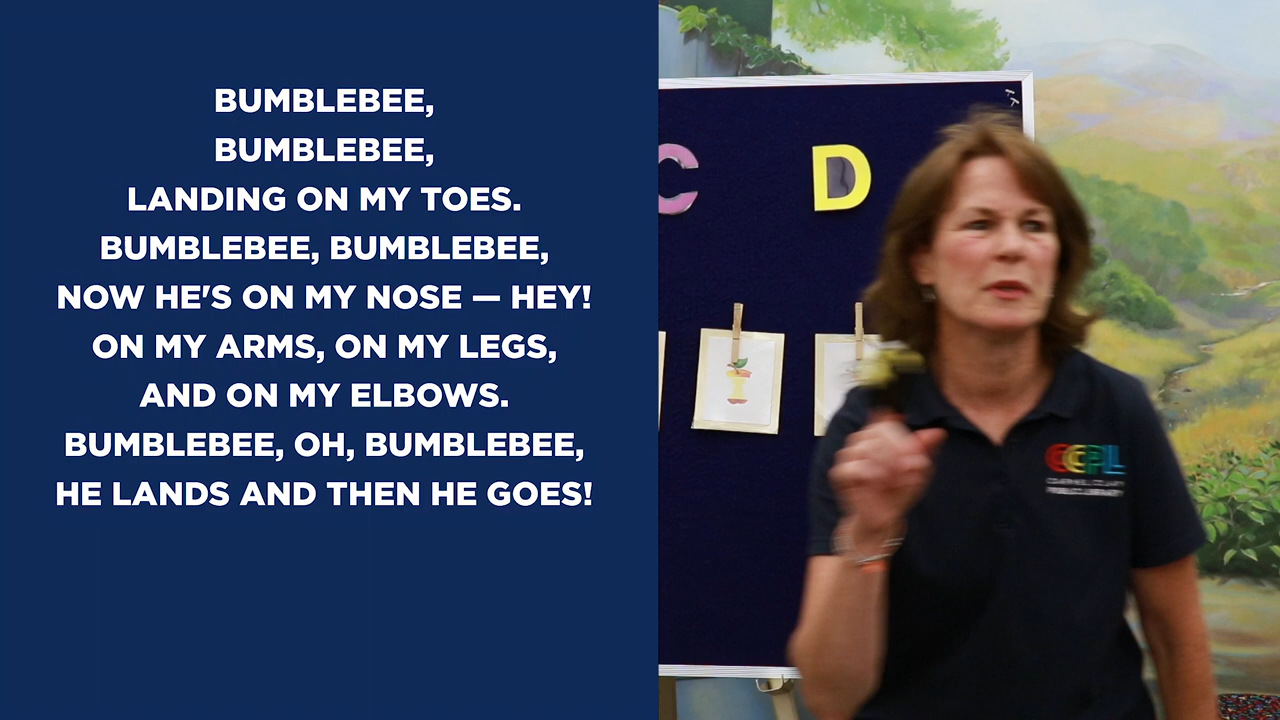 BUMBLEBEE,
BUMBLEBEE,
LANDING ON MY TOES.
BUMBLEBEE, BUMBLEBEE,
NOW HE'S ON MY NOSE — HEY!
ON MY ARMS, ON MY LEGS,
AND ON MY ELBOWS.
BUMBLEBEE, OH, BUMBLEBEE,
HE LANDS AND THEN HE GOES!
C
D
CCPL